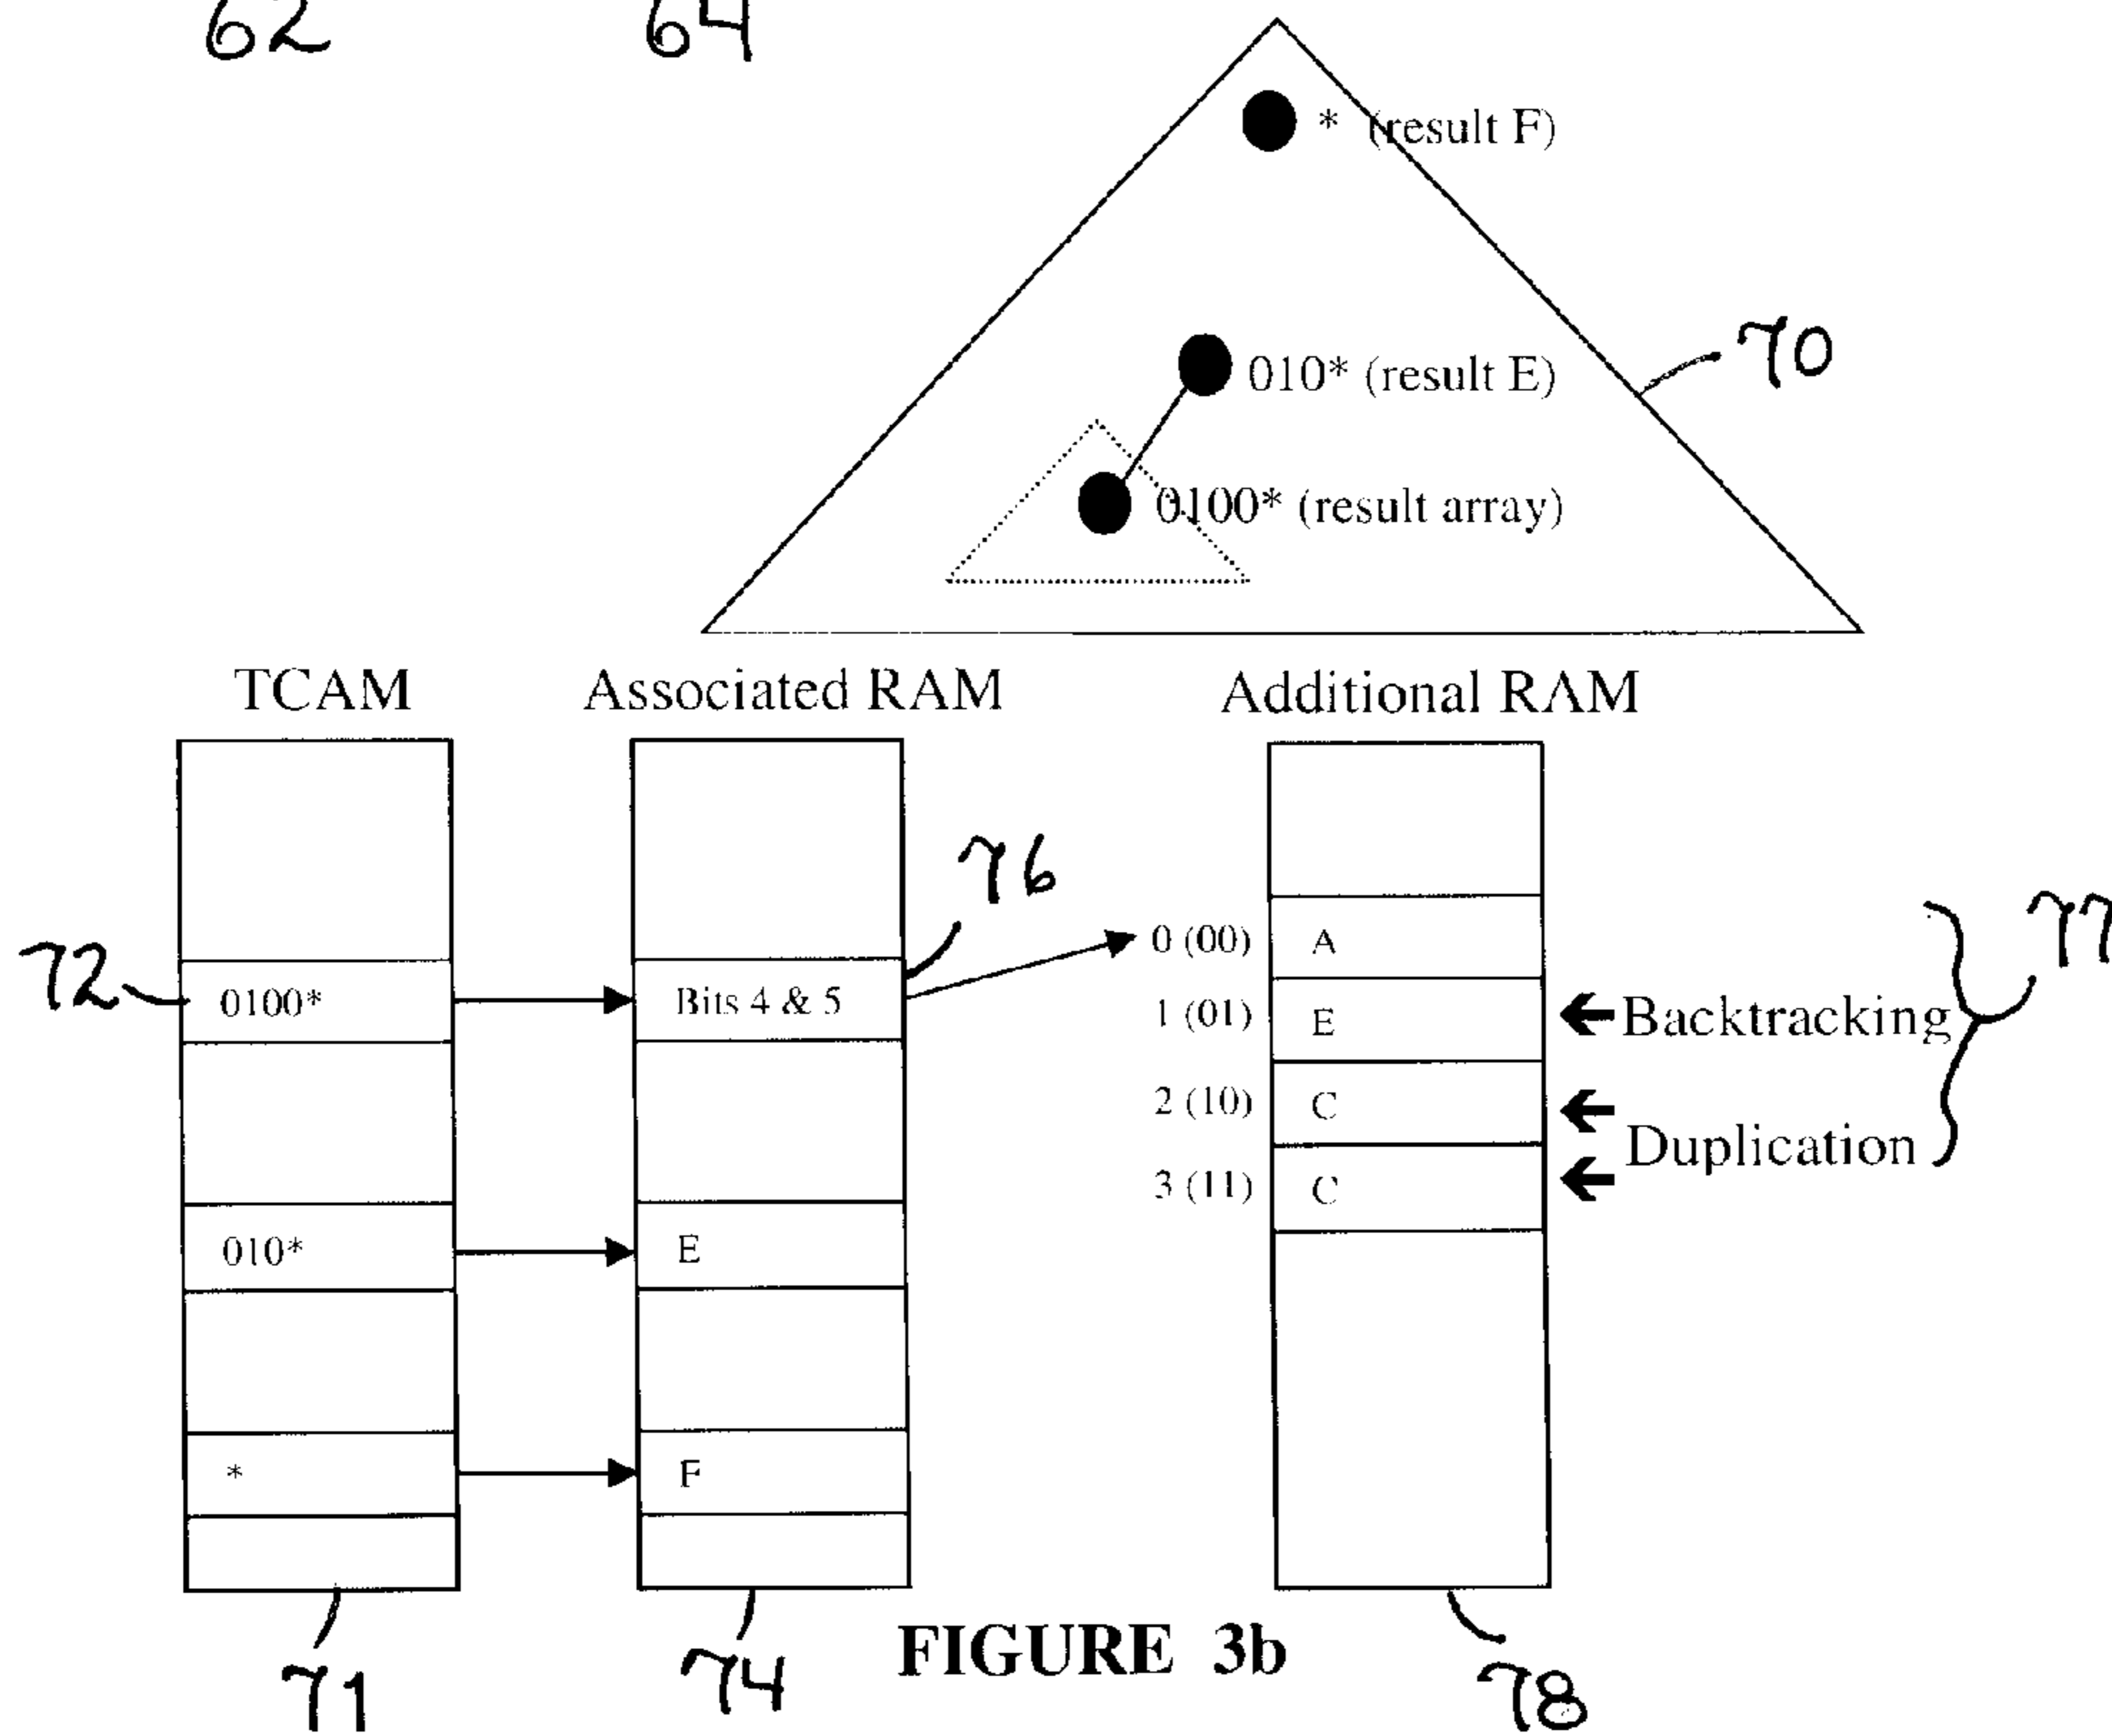 62
64
* (result F)
010* (result E)
70
0100* (result array)
TCAM
Associated RAM
Additional RAM
76
77
0 (00)
A
72
0100*
Bits 4 & 5
1 (01)
E
Backtracking
2 (10)
C
Duplication
3 (11)
C
010*
E
*
F
71
74
FIGURE 3b
78